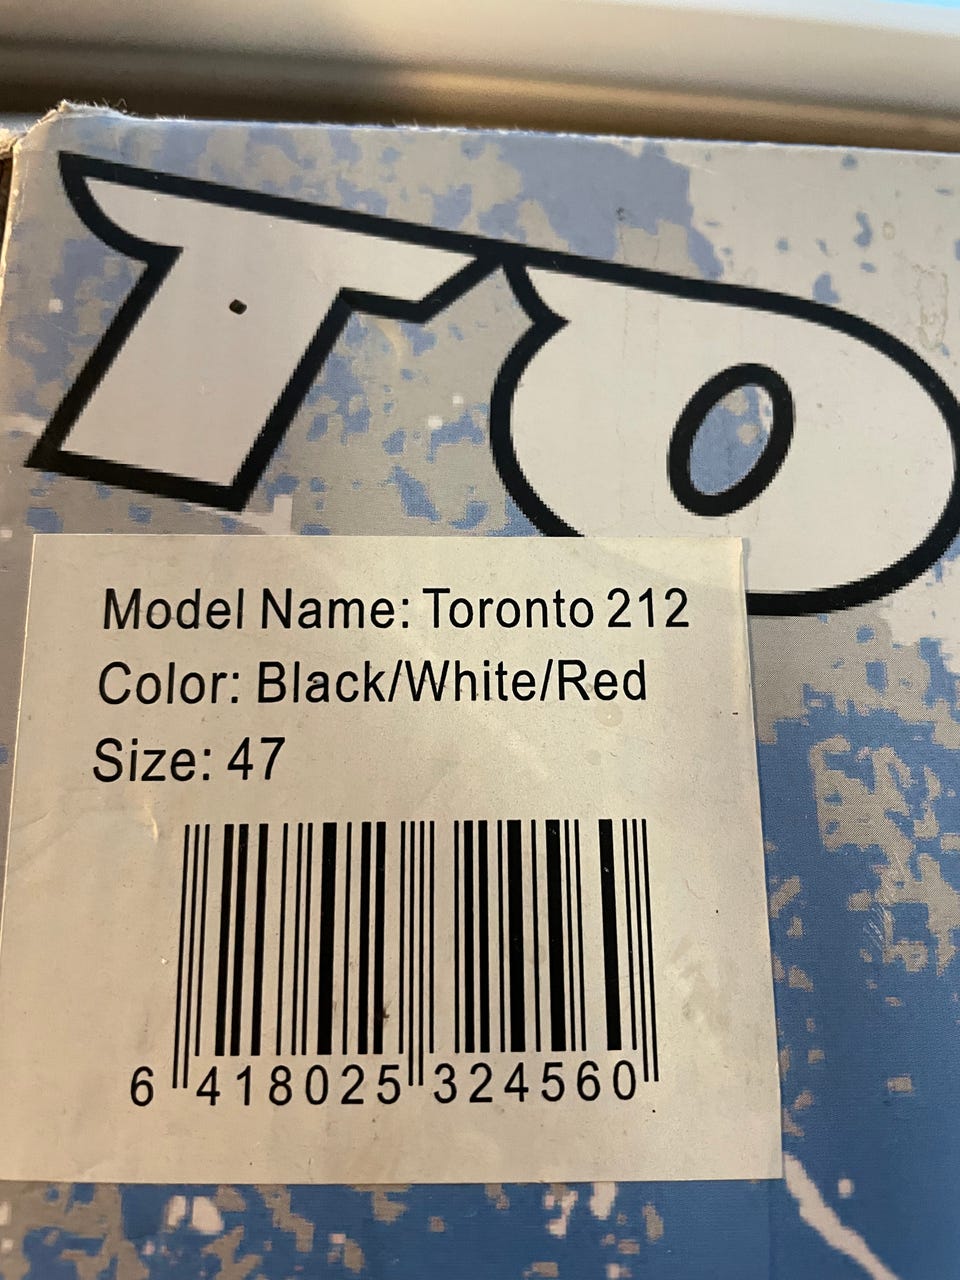 TO
Model Name: Toronto 212
Color: Black/White/Red
Size: 47
6 418025 324560